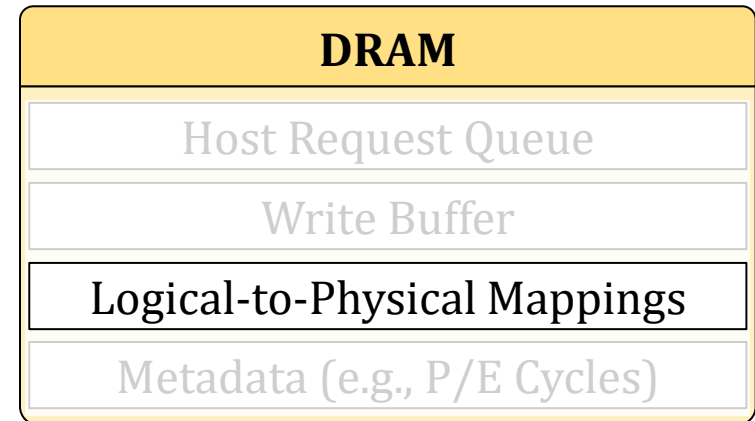 DRAM
Host Request Queue
Write Buffer
Logical-to-Physical Mappings
Metadata (e.g., P/E Cycles)